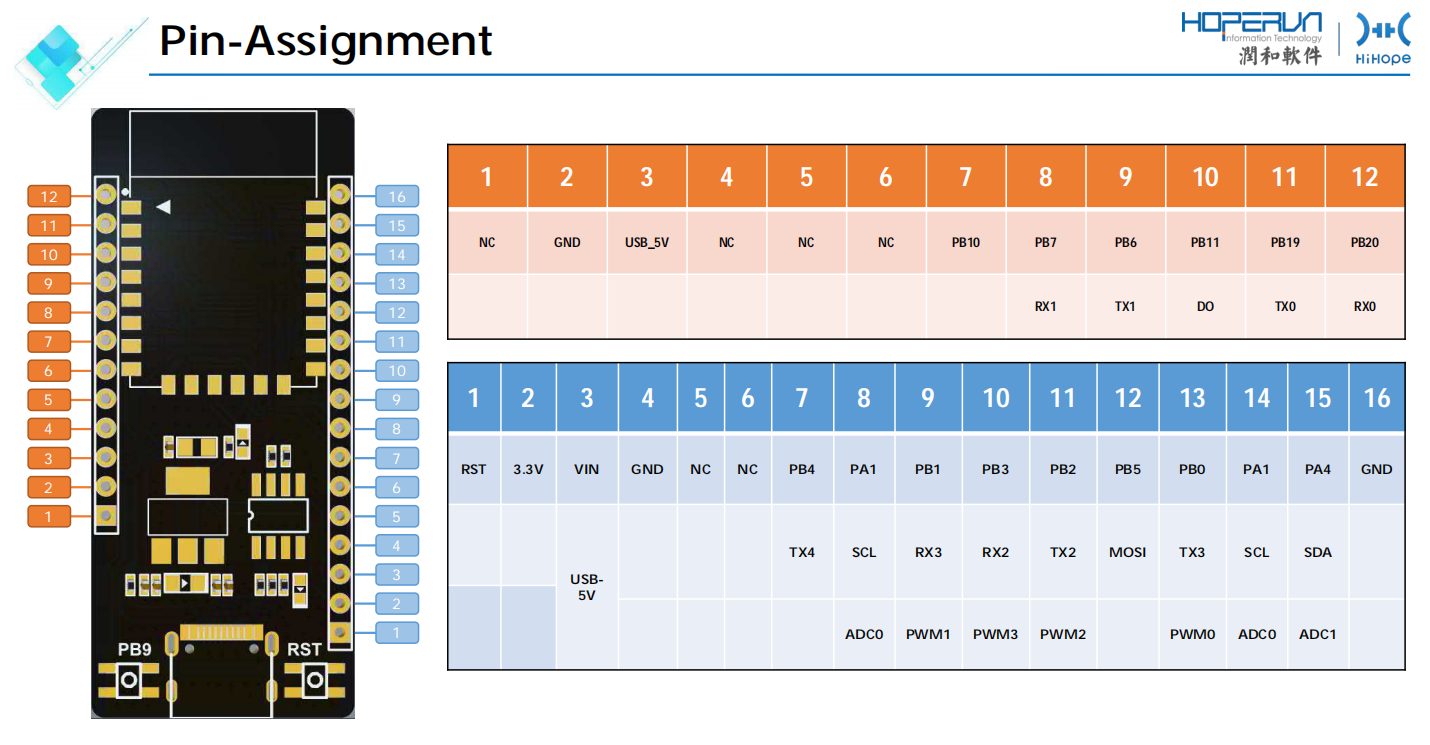 Pin-Assignment
HOPERUN
Information Technology
潤和軟件
HiHope
12
11
10
9
8
7
6
5
4
3
2
1
16
15
14
13
12
11
10
9
8
7
6
5
4
3
2
1
PB9
RST
1 2 3 4 5 6 7 8 9 10 11 12
NC GND USB_5V NC NC NC PB10 PB7 PB6 PB11 PB19 PB20
RX1 TX1 DO TX0 RX0
1 2 3 4 5 6 7 8 9 10 11 12 13 14 15 16
RST 3.3V VIN GND NC NC PB4 PA1 PB1 PB3 PB2 PB5 PB0 PA1 PA4 GND
TX4 SCL RX3 RX2 TX2 MOSI TX3 SCL SDA
USB-
5V
ADC0 PWM1 PWM3 PWM2 PWM0 ADC0 ADC1